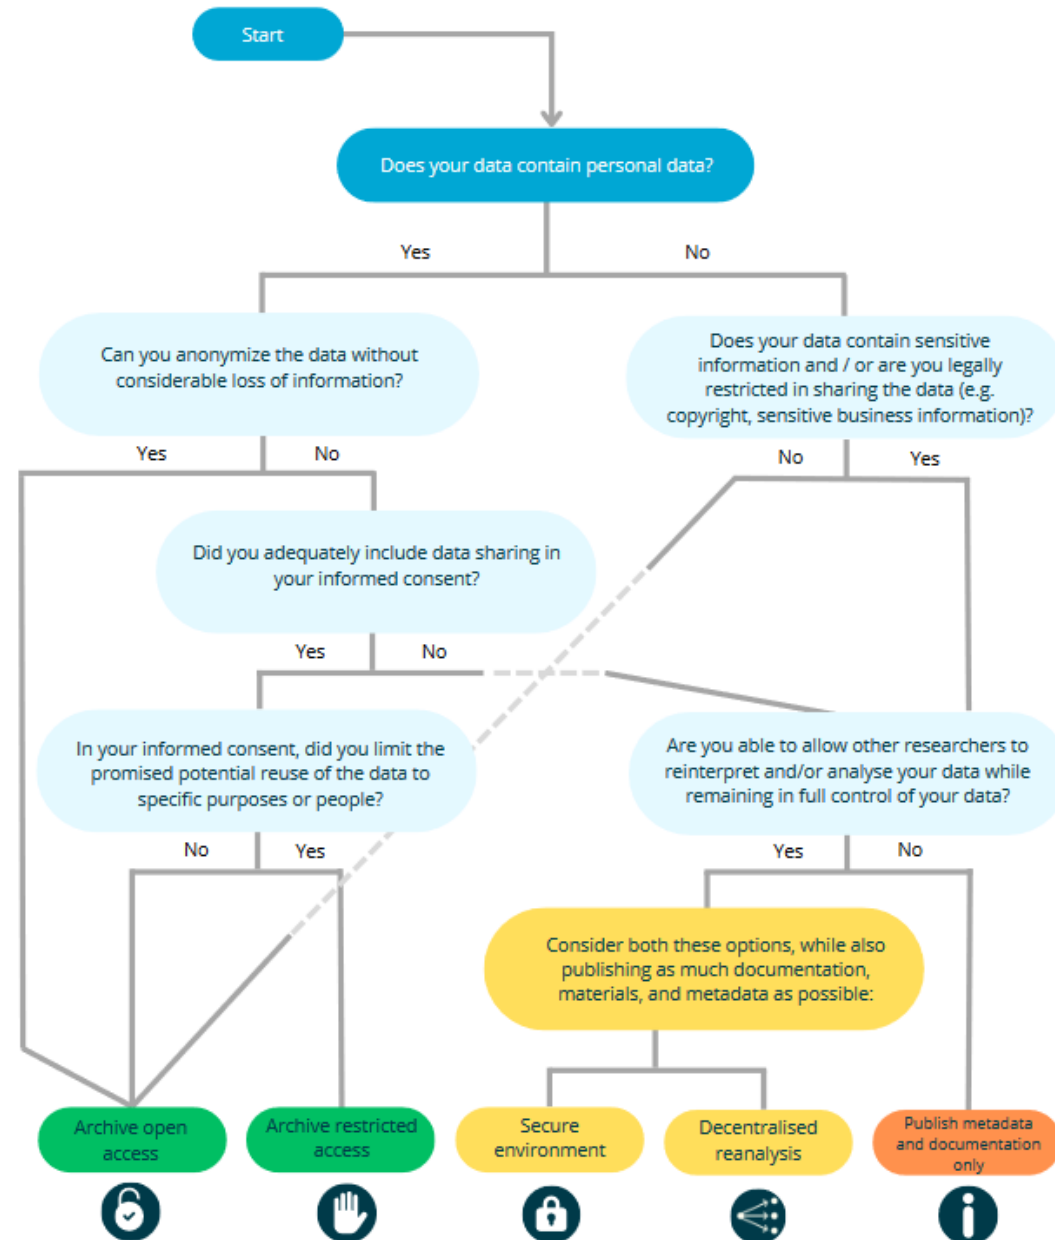 Start
Does your data contain personal data?
Yes
No
Can you anonymize the data without
considerable loss of information?
Does your data contain sensitive
information and / or are you legally
restricted in sharing the data (e.g.
copyright, sensitive business information)?
Yes
No
No
Yes
Did you adequately include data sharing in
your informed consent?
Yes
No
In your informed consent, did you limit the
promised potential reuse of the data to
specific purposes or people?
Are you able to allow other researchers to
reinterpret and/or analyse your data while
remaining in full control of your data?
No
Yes
Yes
No
Consider both these options, while also
publishing as much documentation,
materials, and metadata as possible:
Archive open
access
Archive restricted
access
Secure
environment
Decentralised
reanalysis
Publish metadata
and documentation
only